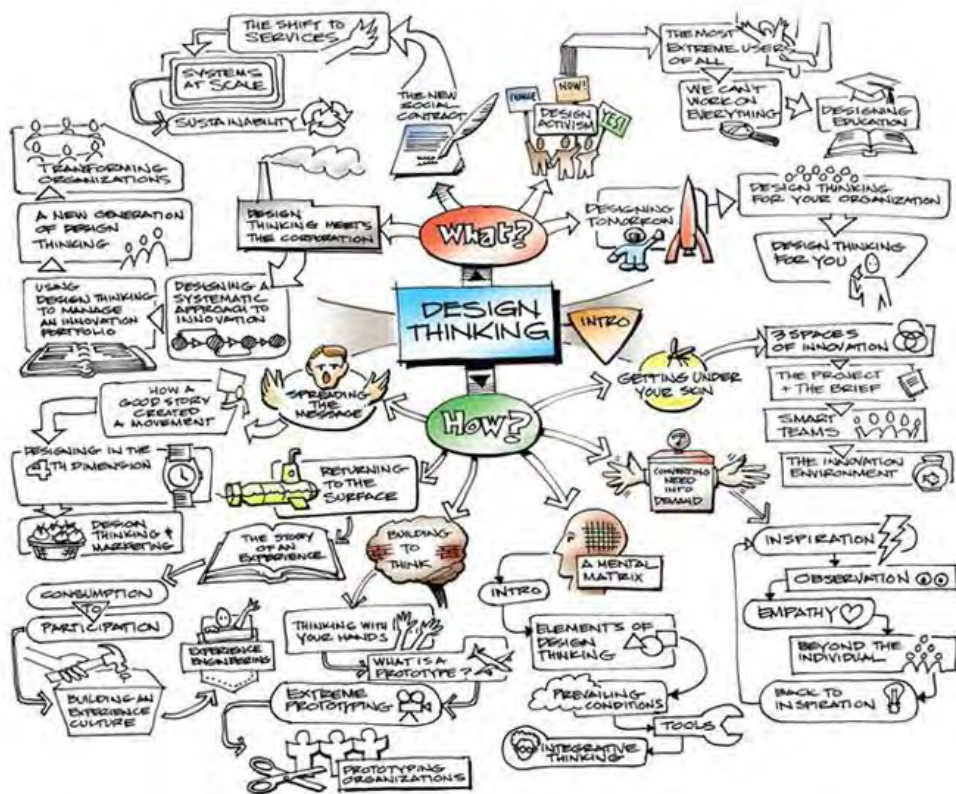 THE SHIFT TO
SERVICES
SYSTEMS
AT SCALE
SUSTAINABILITY
THE NEW
SOCIAL
CONTRACT
CHANGE
NOW!
YES!
DESIGN
ACTIVISM
THE MOST
EXTREME USERS
OF ALL
WE CAN'T
WORK ON
EVERYTHING
DESIGNING
EDUCATION
TRANSFORMING
ORGANIZATIONS
A NEW GENERATION
OF DESIGN
THINKING
USING
DESIGN THINKING
TO MANAGE
AN INNOVATION
PORTFOLIO
DESIGN
THINKING MEETS
THE CORPORATION
DESIGNING A
SYSTEMATIC
APPROACH TO
INNOVATION
What?
DESIGNING
TOMORROW
DESIGN THINKING
FOR YOUR ORGANIZATION
DESIGN THINKING
FOR YOU
DESIGN
THINKING
INTRO
How?
GETTING UNDER
YOUR SKIN
3 SPACES
OF INNOVATION
THE PROJECT
+ THE BRIEF
SMART
TEAMS
THE INNOVATION
ENVIRONMENT
SPREADING
THE
MESSAGE
HOW A
GOOD STORY
CREATED
A MOVEMENT
DESIGNING IN THE
4TH DIMENSION
DESIGN
THINKING +
MARKETING
RETURNING
TO THE
SURFACE
THE STORY
OF AN
EXPERIENCE
CONSUMPTION
TO
PARTICIPATION
BUILDING AN
EXPERIENCE
CULTURE
EXPERIENCE
ENGINEERING
BUILDING
TO
THINK
THINKING WITH
YOUR HANDS
WHAT IS A
PROTOTYPE?
EXTREME
PROTOTYPING
PROTOTYPING
ORGANIZATIONS
A MENTAL
MATRIX
INTRO
ELEMENTS OF
DESIGN
THINKING
PREVAILING
CONDITIONS
TOOLS
INTEGRATIVE
THINKING
?
CONVERTING
NEED INTO
DEMAND
INSPIRATION
OBSERVATION
EMPATHY
BEYOND THE
INDIVIDUAL
BACK TO
INSPIRATION